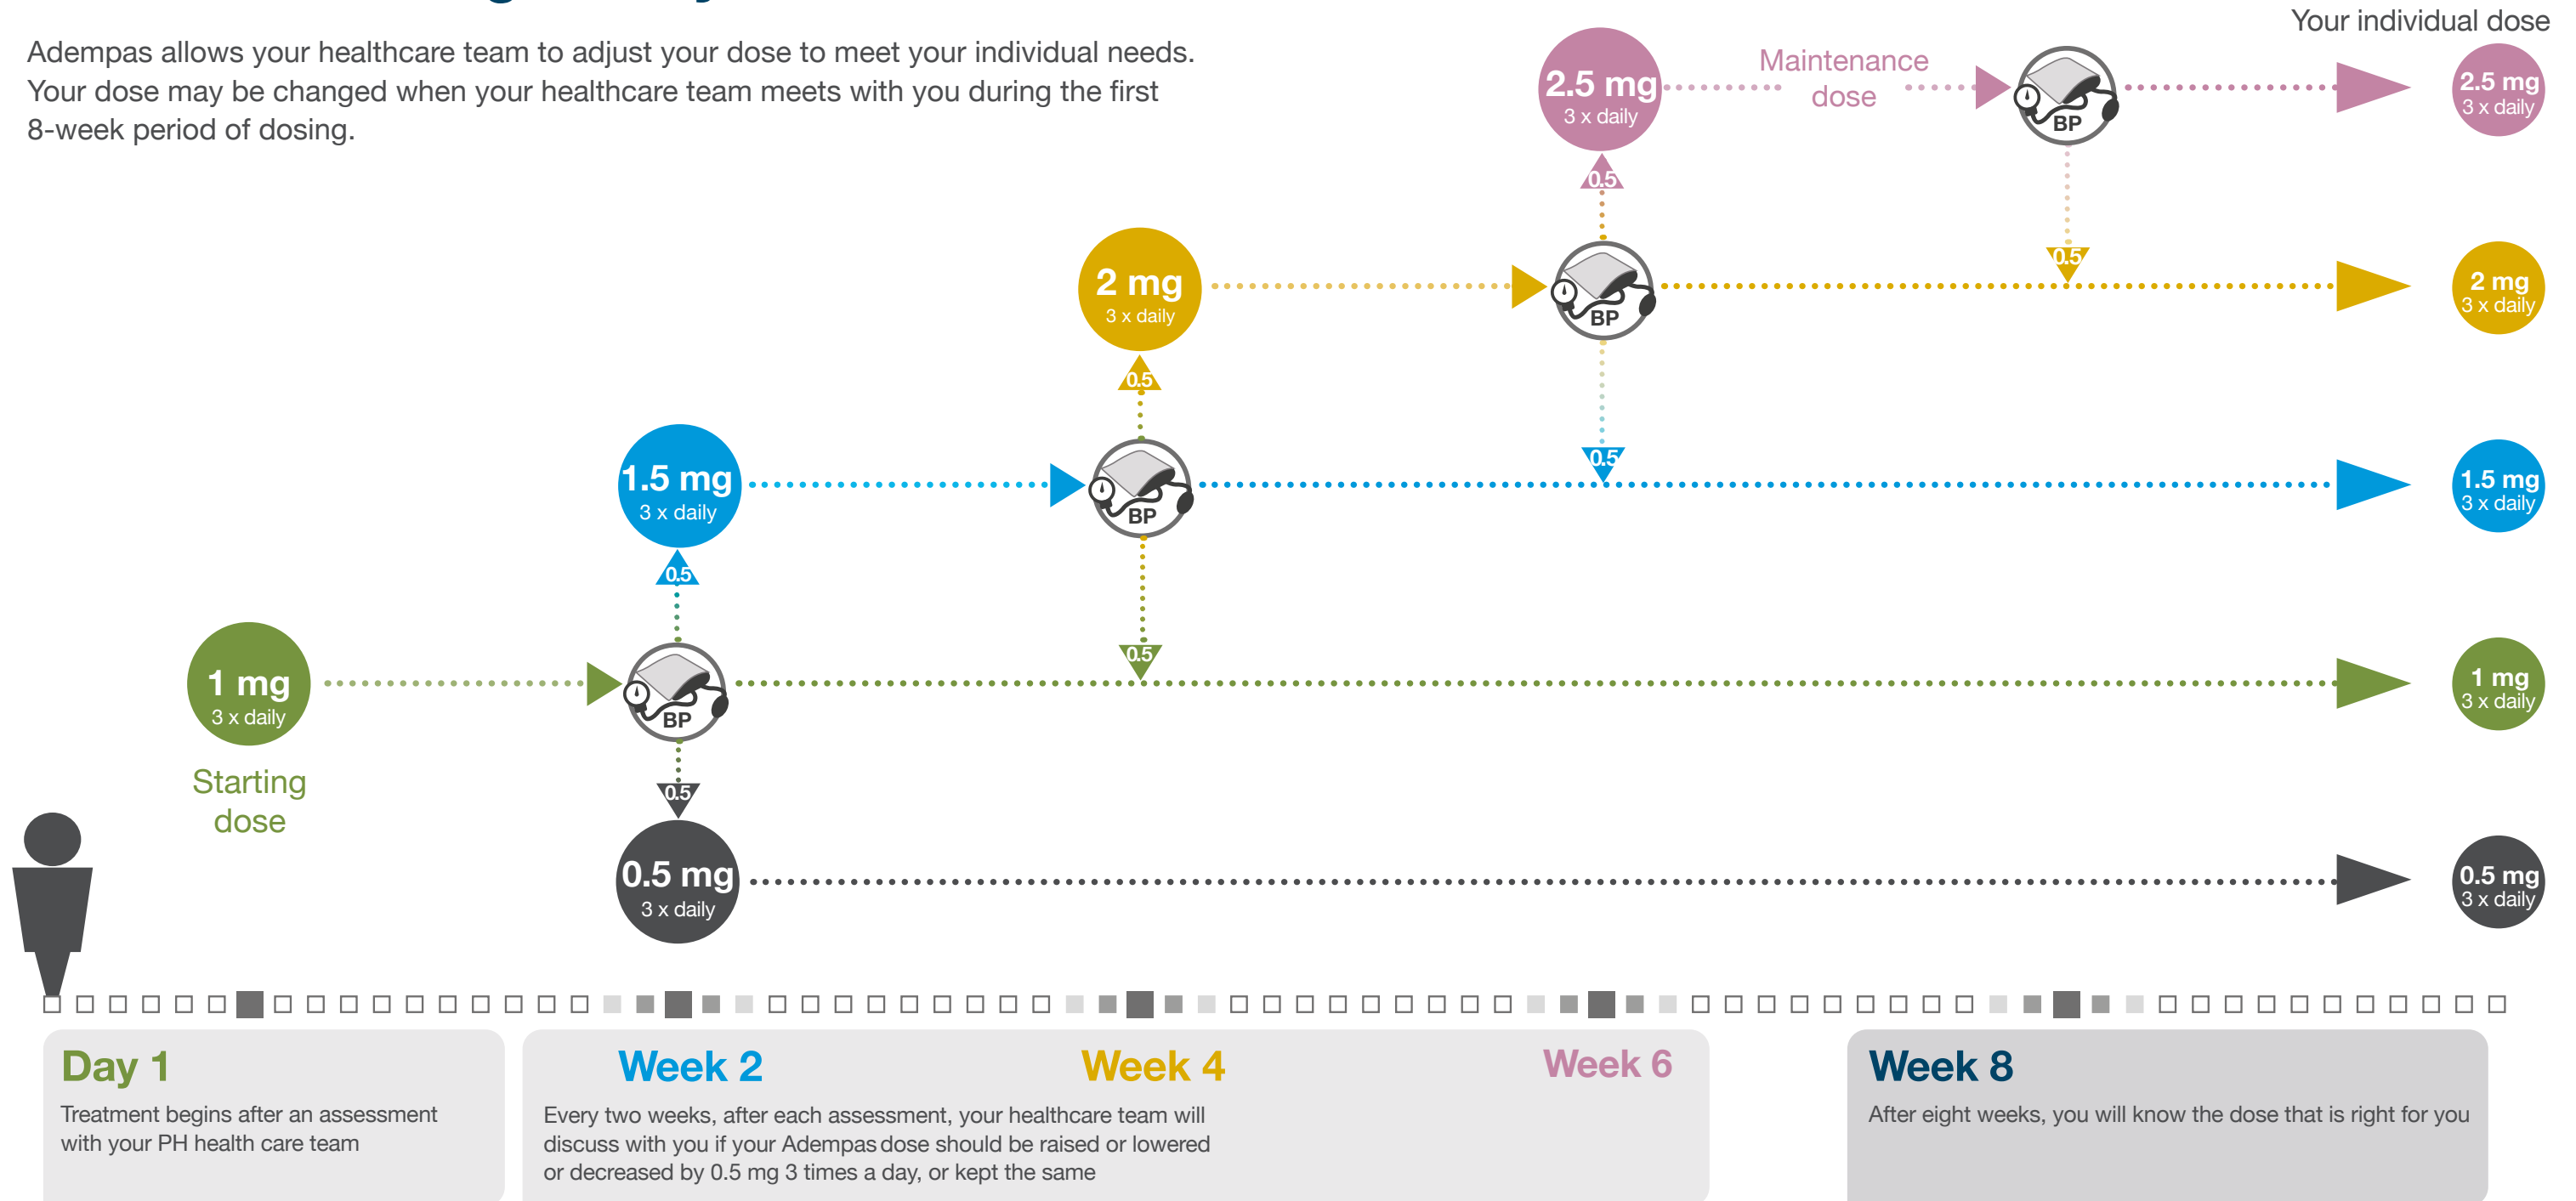 Adempas allows your healthcare team to adjust your dose to meet your individual needs.
Your dose may be changed when your healthcare team meets with you during the first
8-week period of dosing.
Your individual dose
2.5 mg
3 x daily
Maintenance
dose
BP
2.5 mg
3 x daily
0.5
2 mg
3 x daily
BP
0.5
2 mg
3 x daily
0.5
1.5 mg
3 x daily
BP
0.5
1.5 mg
3 x daily
0.5
1 mg
3 x daily
BP
0.5
1 mg
3 x daily
Starting
dose
0.5
0.5 mg
3 x daily
0.5 mg
3 x daily
Day 1
Treatment begins after an assessment
with your PH health care team
Week 2
Week 4
Week 6
Every two weeks, after each assessment, your healthcare team will
discuss with you if your Adempas dose should be raised or lowered
or decreased by 0.5 mg 3 times a day, or kept the same
Week 8
After eight weeks, you will know the dose that is right for you